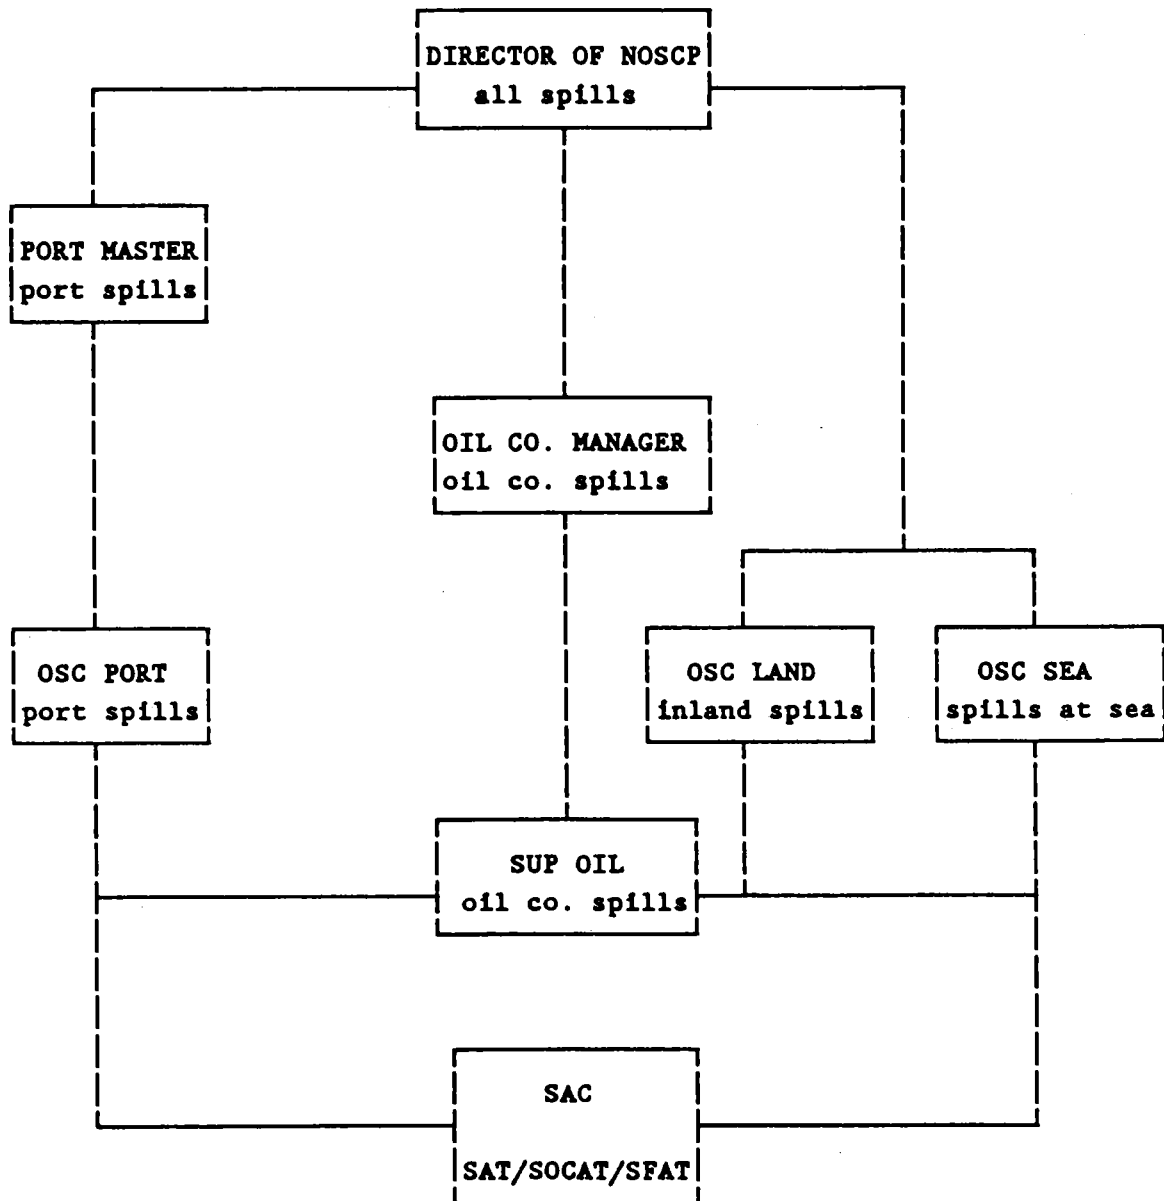 DIRECTOR OF NOSCP
all spills
PORT MASTER
port spills
OIL CO. MANAGER
oil co. spills
OSC PORT
port spills
OSC LAND
inland spills
OSC SEA
spills at sea
SUP OIL
oil co. spills
SAC
SAT/SOCAT/SFAT